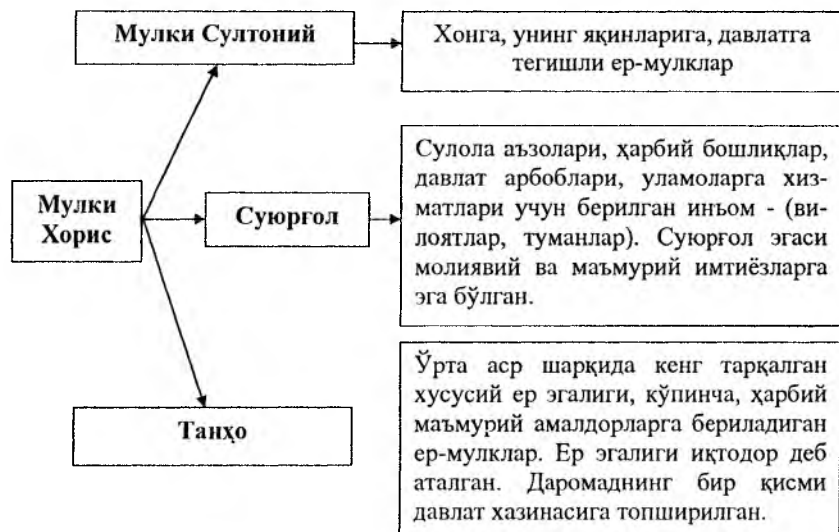 Мулки Султоний
Хонга, унинг яқинларига, давлатга
тегишли ер-мулклар
Мулки
Хорис
Суюрғол
Сулола аъзолари, ҳарбий бошлиқлар,
давлат арбоблари, уламоларга хиз-
матлари учун берилган инъом - (ви-
лоятлар, туманлар). Суюрғол эгаси
молиявий ва маъмурий имтиёзларга
эга бўлган.
Танҳо
Ўрта аср шарқида кенг тарқалган
хусусий ер эгалиги, кўпинча, ҳарбий
маъмурий амалдорларга бериладиган
ер-мулклар. Ер эгалиги иқтодор деб
аталган. Даромаднинг бир қисми
давлат хазинасига топширилган.